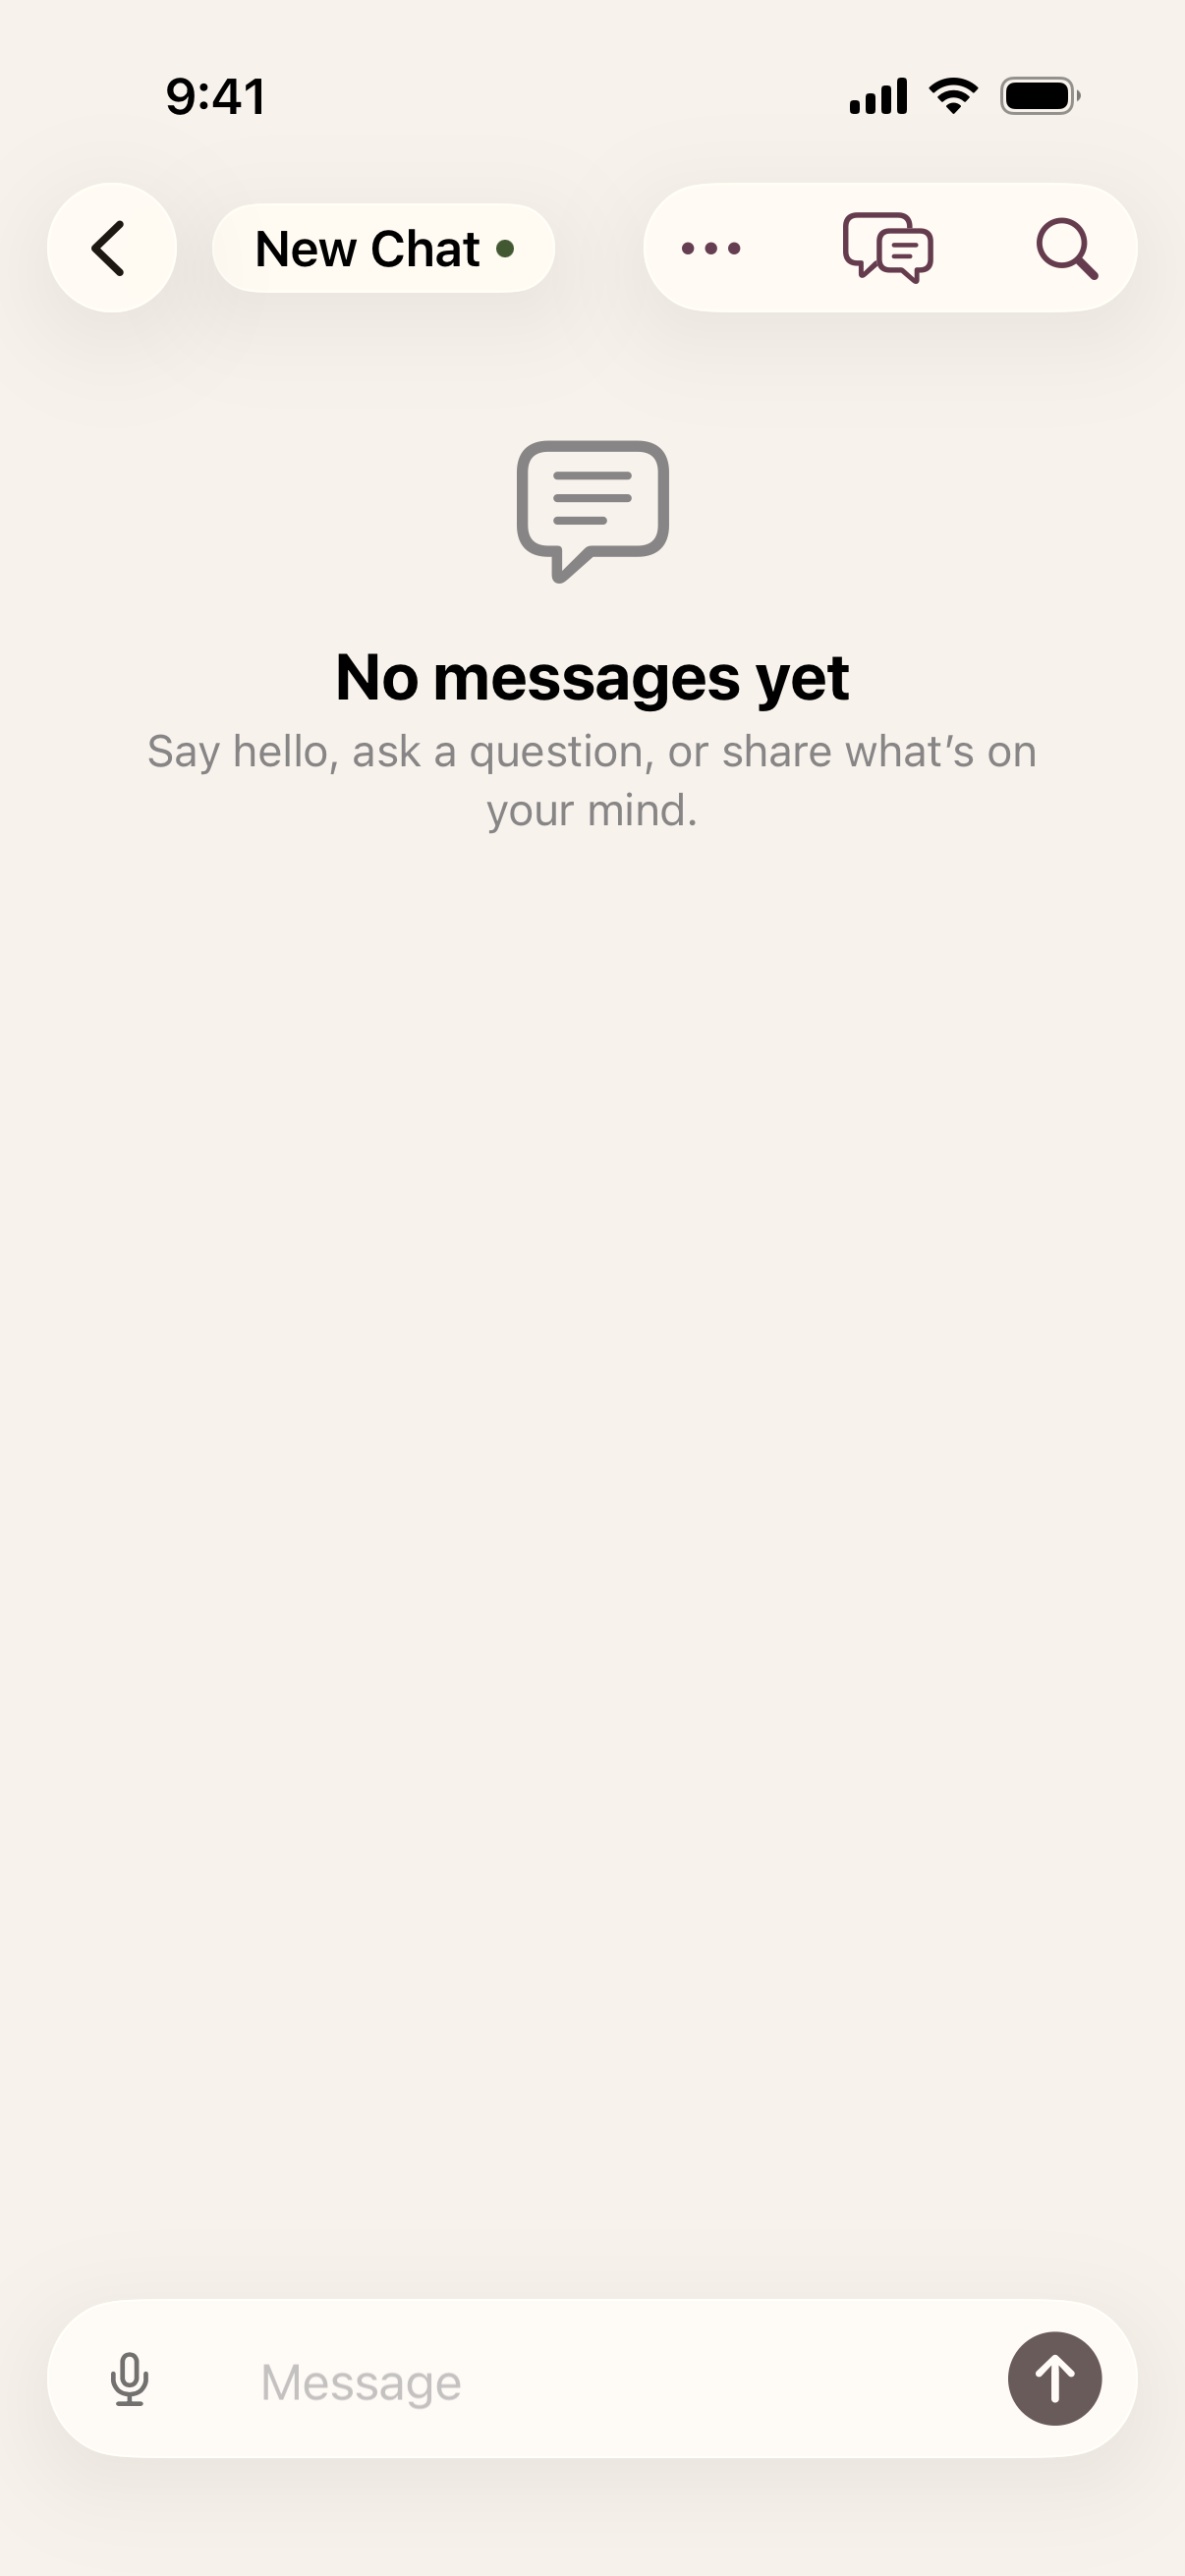 9:41
New Chat
No messages yet
Say hello, ask a question, or share what’s on
your mind.
Message